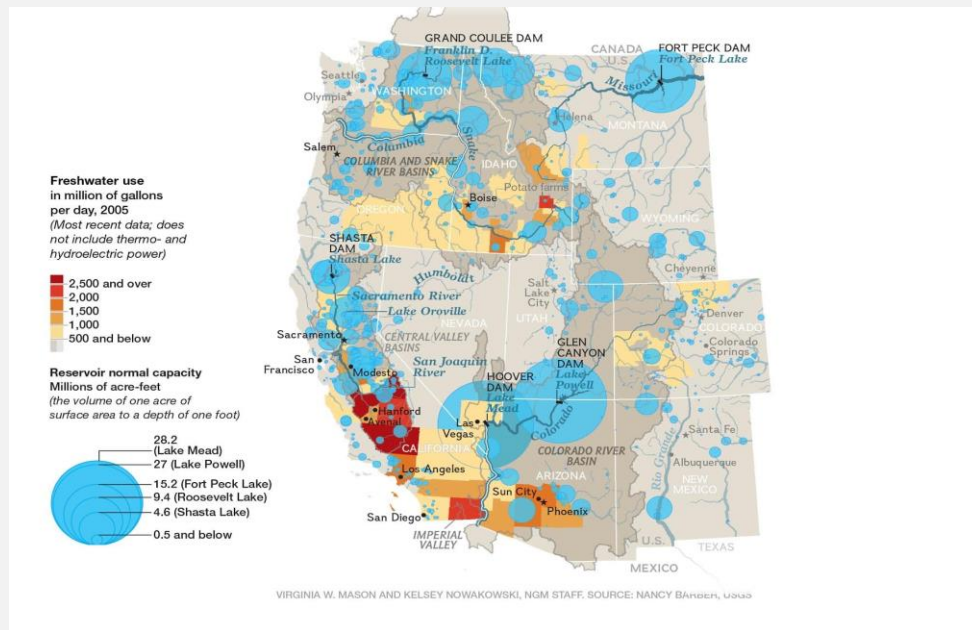 GRAND COULEE DAM
Franklin D.
Roosevelt Lake
CANADA
U.S.
FORT PECK DAM
Fort Peck Lake
Missouri
Seattle
Olympia
WASHINGTON
Helena
MONTANA
Salem
Columbia
Snake
COLUMBIA AND SNAKE
RIVER BASINS
IDAHO
Potato farms
Boise
OREGON
WYOMING
Freshwater use
in million of gallons
per day, 2005
(Most recent data; does
not include thermo- and
hydroelectric power)
2,500 and over
2,000
1,500
1,000
500 and below
SHASTA
DAM
Shasta Lake
Humboldt
Salt
Lake
City
Cheyenne
Sacramento River
Lake Oroville
NEVADA
UTAH
Denver
COLORADO
Colorado
Springs
Sacramento
CENTRAL VALLEY
BASINS
San
Francisco
Modesto
San Joaquin
River
GLEN
CANYON
DAM
Lake
Powell
HOOVER
DAM
Lake
Mead
Reservoir normal capacity
Millions of acre-feet
(the volume of one acre of
surface area to a depth of one foot)
28.2
(Lake Mead)
27 (Lake Powell)
15.2 (Fort Peck Lake)
9.4 (Roosevelt Lake)
4.6 (Shasta Lake)
0.5 and below
Hanford
Avenal
Las
Vegas
Colorado
CALIFORNIA
COLORADO RIVER
BASIN
Santa Fe
Rio Grande
Albuquerque
Los Angeles
ARIZONA
Sun City
Phoenix
NEW
MEXICO
San Diego
IMPERIAL
VALLEY
U.S.
TEXAS
MEXICO
VIRGINIA W. MASON AND KELSEY NOWAKOWSKI, NGM STAFF. SOURCE: NANCY BARBER, USGS